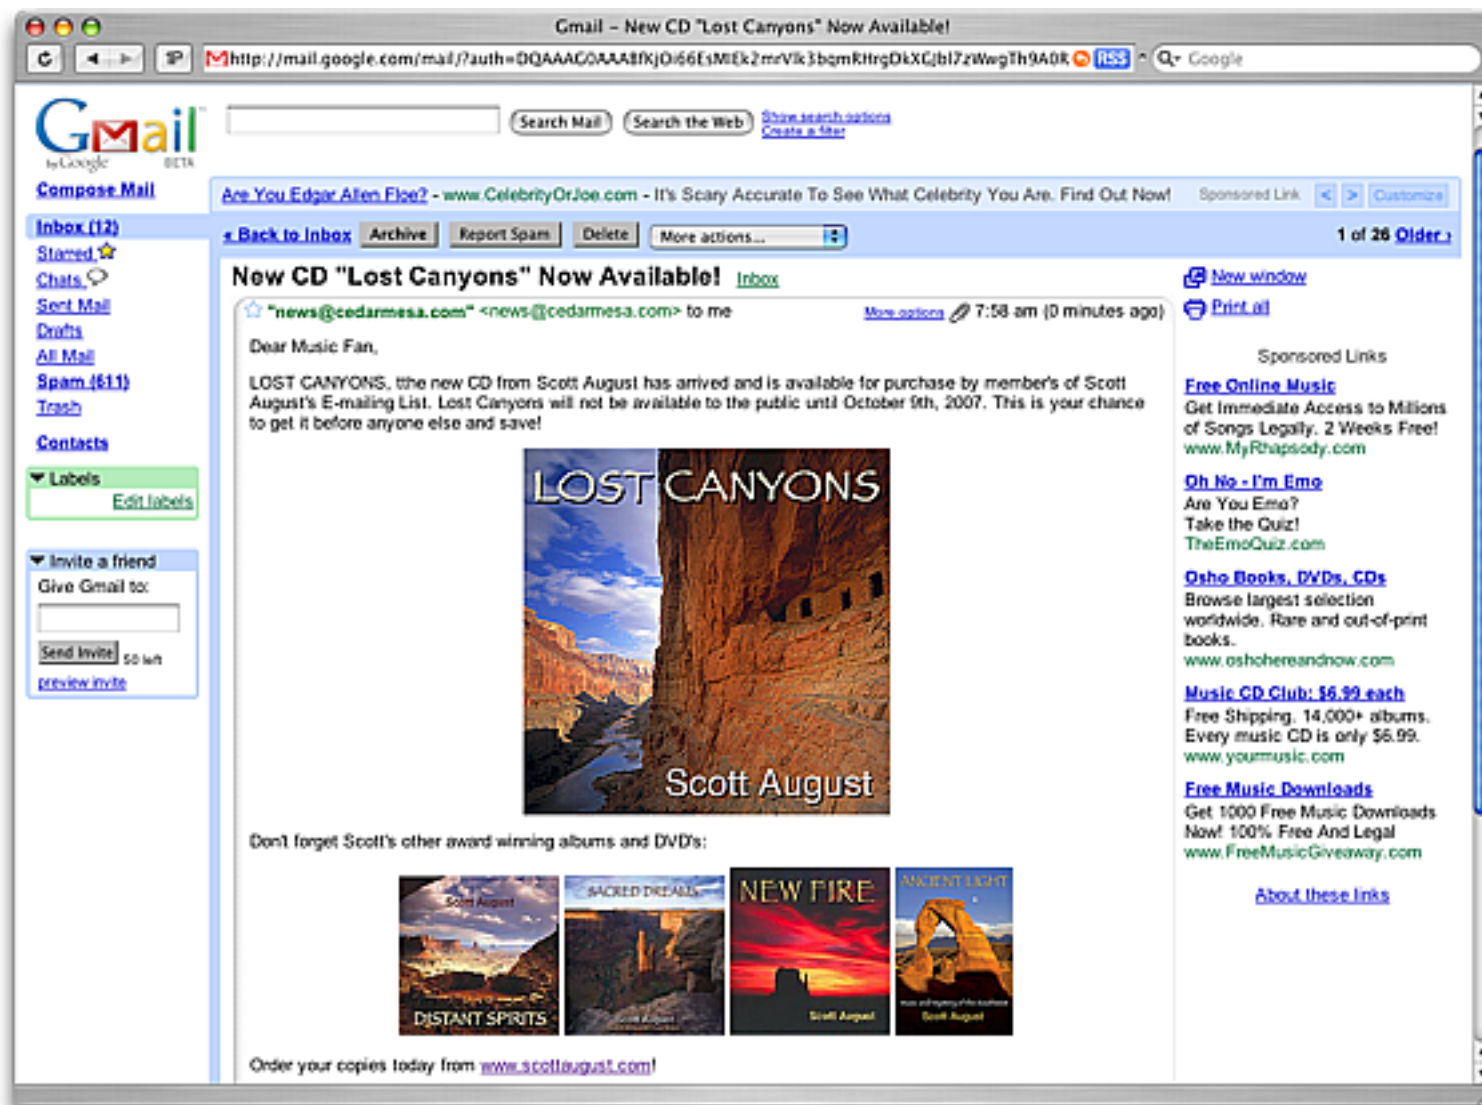 Gmail – New CD "Lost Canyons" Now Available!
RSS
Google
Gmail
by Google BETA
Search Mail
Search the Web
Show search options
Create a filter
Compose Mail
Are You Edgar Allen Floe? - www.CelebrityOrJoe.com - It's Scary Accurate To See What Celebrity You Are. Find Out Now!
Sponsored Link < > Customize
Inbox (12)
Starred
Chats
Sent Mail
Drafts
All Mail
Spam (611)
Trash
Contacts
Labels
Edit labels
Invite a friend
Give Gmail to:
Send Invite 50 left
preview invite
« Back to Inbox Archive Report Spam Delete More actions... 1 of 26 Older ›
New CD "Lost Canyons" Now Available! Inbox
"news@cedarmesa.com" <news@cedarmesa.com> to me More options 7:58 am (0 minutes ago)
Dear Music Fan,
LOST CANYONS, tthe new CD from Scott August has arrived and is available for purchase by member's of Scott
August's E-mailing List. Lost Canyons will not be available to the public until October 9th, 2007. This is your chance
to get it before anyone else and save!
LOST CANYONS
Scott August
Don't forget Scott's other award winning albums and DVD's:
Scott August
DISTANT SPIRITS
SACRED DREAMS
Scott August
NEW FIRE
Scott August
ANCIENT LIGHT
music and mystery of the southwest
Scott August
Order your copies today from www.scottaugust.com!
New window
Print all
Sponsored Links
Free Online Music
Get Immediate Access to Millions
of Songs Legally. 2 Weeks Free!
www.MyRhapsody.com
Oh No - I'm Emo
Are You Emo?
Take the Quiz!
TheEmoQuiz.com
Osho Books, DVDs, CDs
Browse largest selection
worldwide. Rare and out-of-print
books.
www.oshohereandnow.com
Music CD Club: $6.99 each
Free Shipping. 14,000+ albums.
Every music CD is only $6.99.
www.yourmusic.com
Free Music Downloads
Get 1000 Free Music Downloads
Now! 100% Free And Legal
www.FreeMusicGiveaway.com
About these links